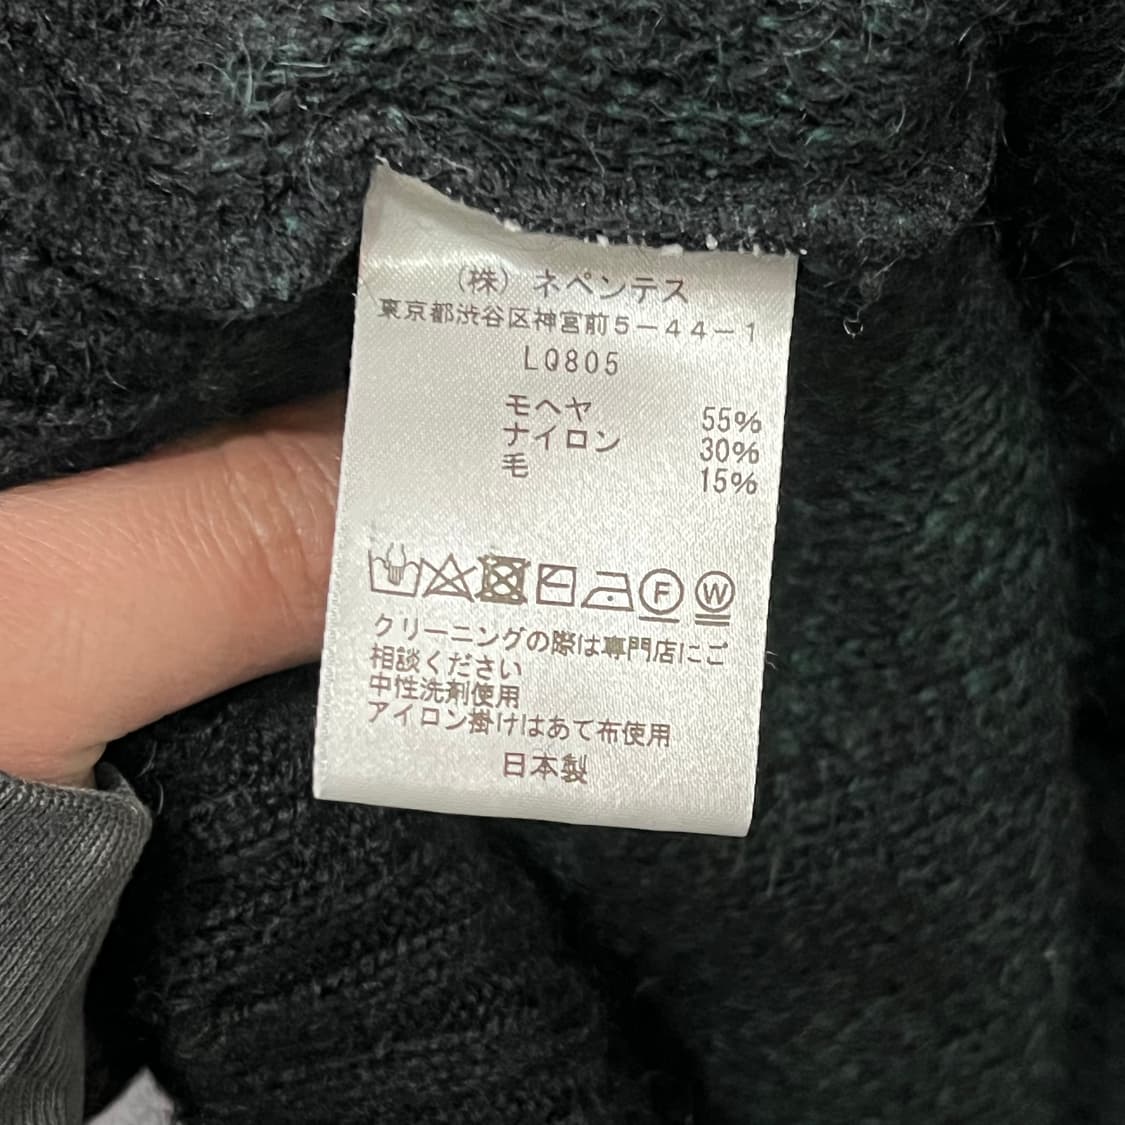 (株)ネペンテス
東京都渋谷区神宮前5-44-1
LQ805
モヘヤ 55%
ナイロン 30%
毛 15%
F W
クリーニングの際は専門店にご
相談ください
中性洗剤使用
アイロン掛けはあて布使用
日本製